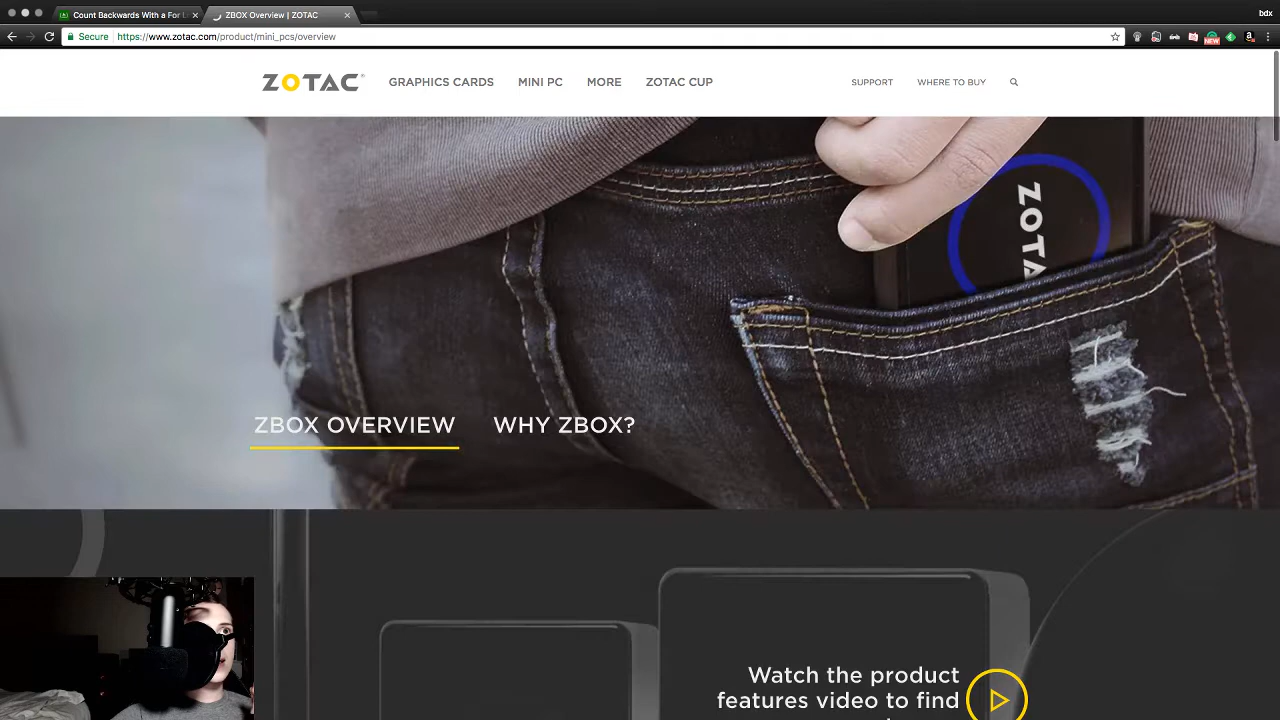 Count Backwards With a For L
ZBOX Overview | ZOTAC
bdx
Secure
https://www.zotac.com/product/mini_pcs/overview
NEW
ZOTAC
GRAPHICS CARDS
MINI PC
MORE
ZOTAC CUP
SUPPORT
WHERE TO BUY
ZOTA
ZBOX OVERVIEW
WHY ZBOX?
Watch the product
features video to find